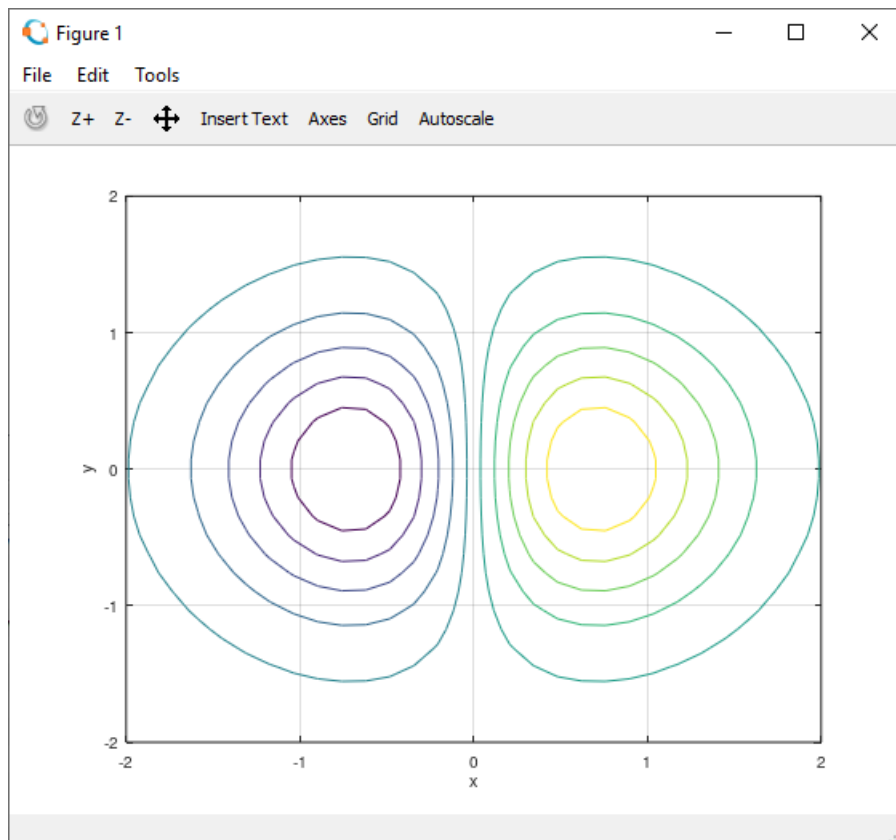 Figure 1
File Edit Tools
Z+ Z- Insert Text Axes Grid Autoscale
2
1
y 0
-1
-2
-2 -1 0 1 2
x